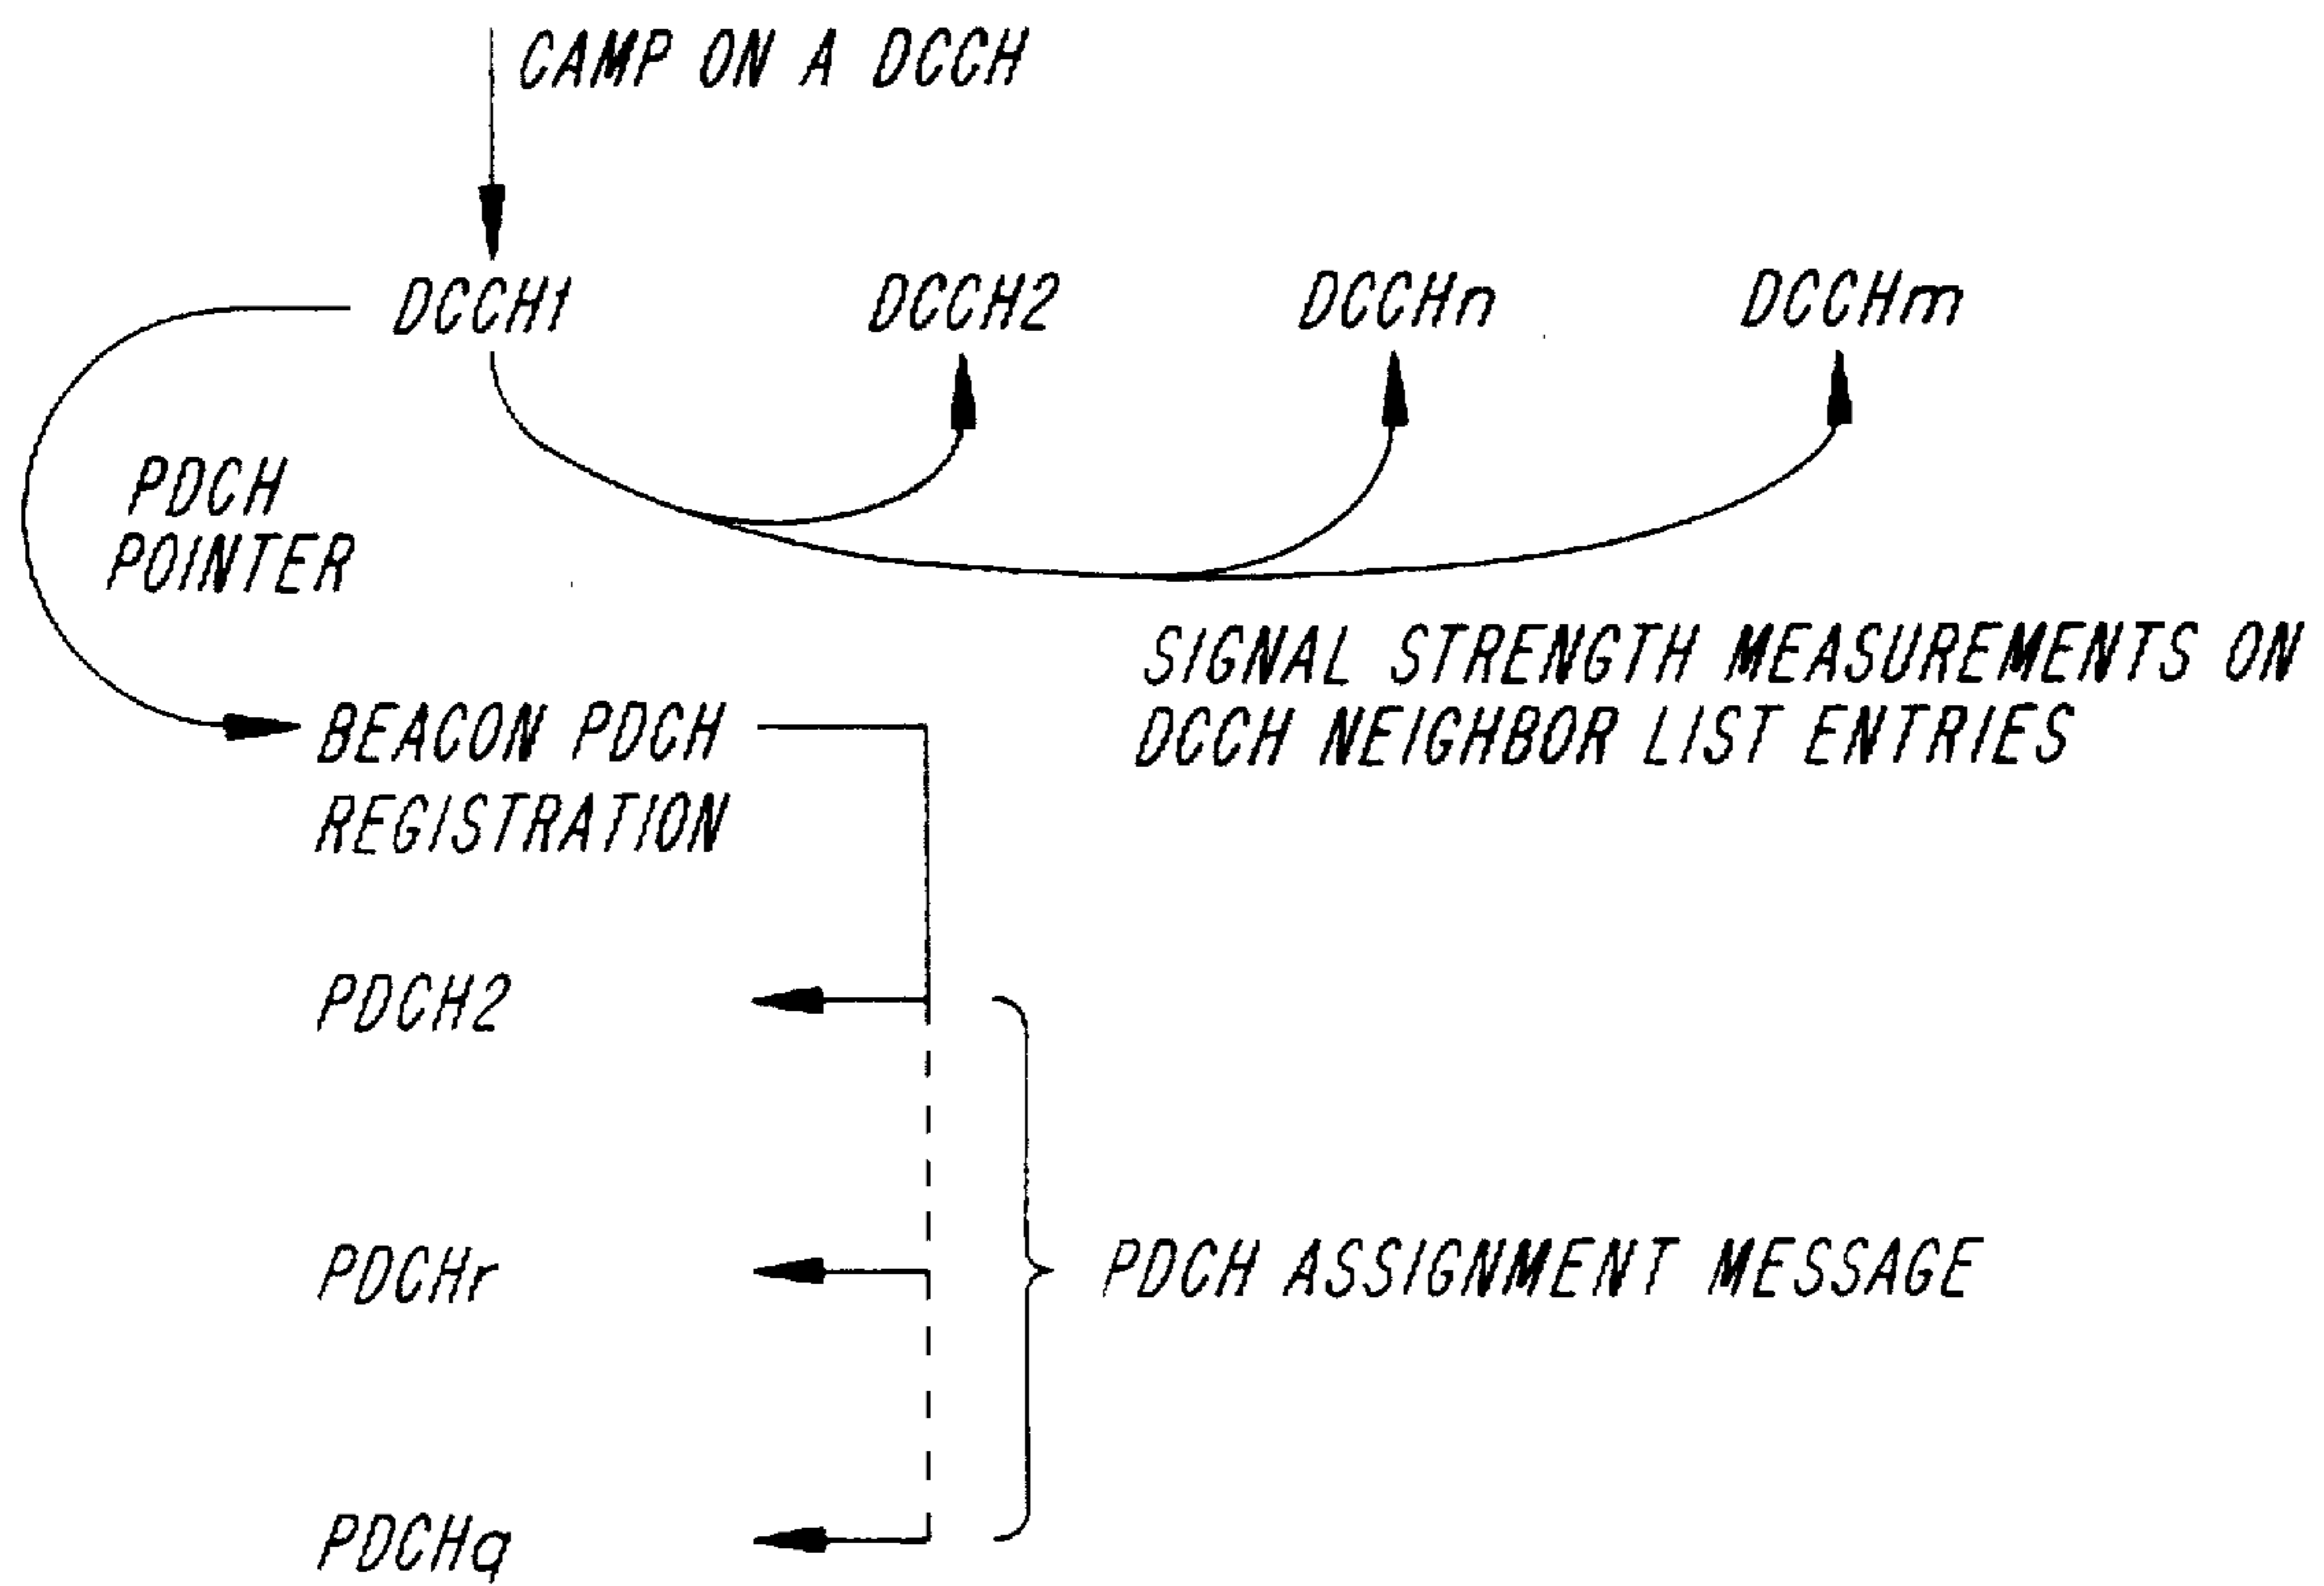 CAMP ON A DCCH
DCCH1 DCCH2 DCCHn DCCHm
PDCH
POINTER
SIGNAL STRENGTH MEASUREMENTS ON
DCCH NEIGHBOR LIST ENTRIES
BEACON PDCH
REGISTRATION
PDCH2
PDCHr
PDCH ASSIGNMENT MESSAGE
PDCHq